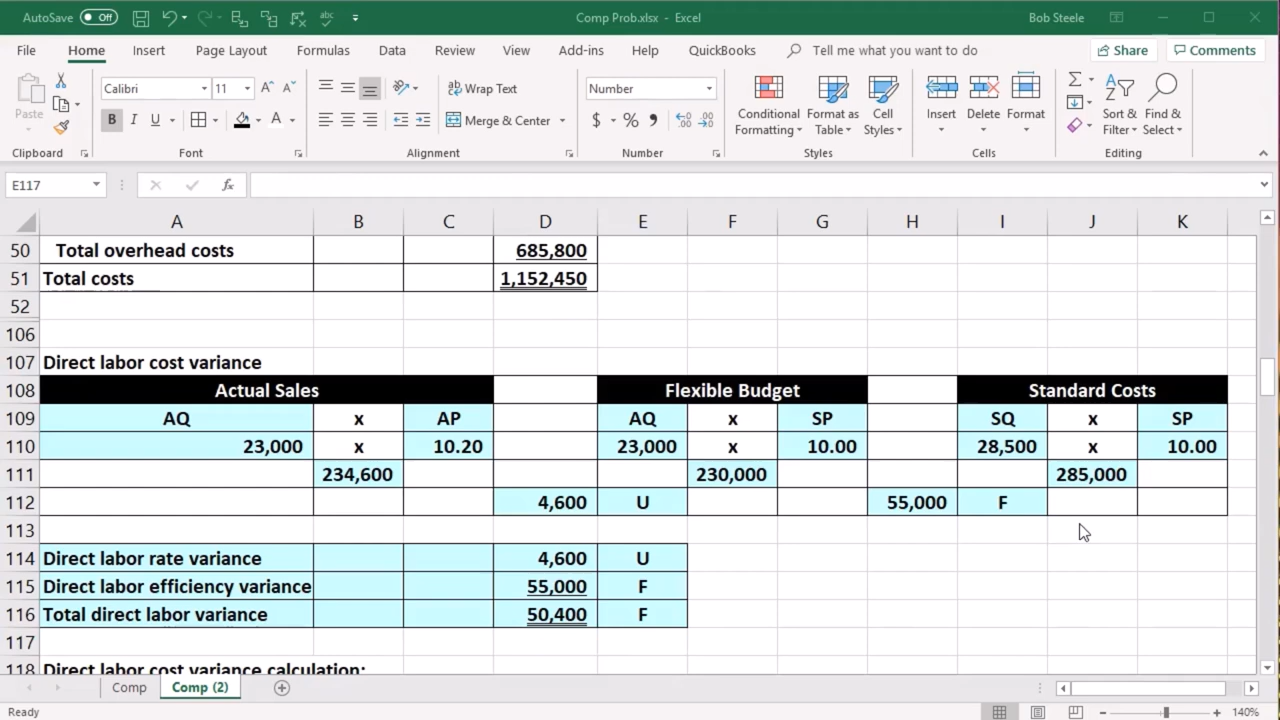 AutoSave Off abc Comp Prob.xlsx - Excel Bob Steele
File Home Insert Page Layout Formulas Data Review View Add-ins Help QuickBooks Tell me what you want to do Share Comments
Paste Calibri 11 A A Wrap Text Number Conditional Formatting Format as Table Cell Styles Insert Delete Format Sort & Filter Find & Select
B I U A Merge & Center $ % ,
Clipboard Font Alignment Number Styles Cells Editing
E117 fx
A B C D E F G H I J K
50 Total overhead costs 685,800
51 Total costs 1,152,450
52
106
107 Direct labor cost variance
108 Actual Sales Flexible Budget Standard Costs
109 AQ x AP AQ x SP SQ x SP
110 23,000 x 10.20 23,000 x 10.00 28,500 x 10.00
111 234,600 230,000 285,000
112 4,600 U 55,000 F
113
114 Direct labor rate variance 4,600 U
115 Direct labor efficiency variance 55,000 F
116 Total direct labor variance 50,400 F
117
118 Direct labor cost variance calculation:
Comp Comp (2)
Ready 140%